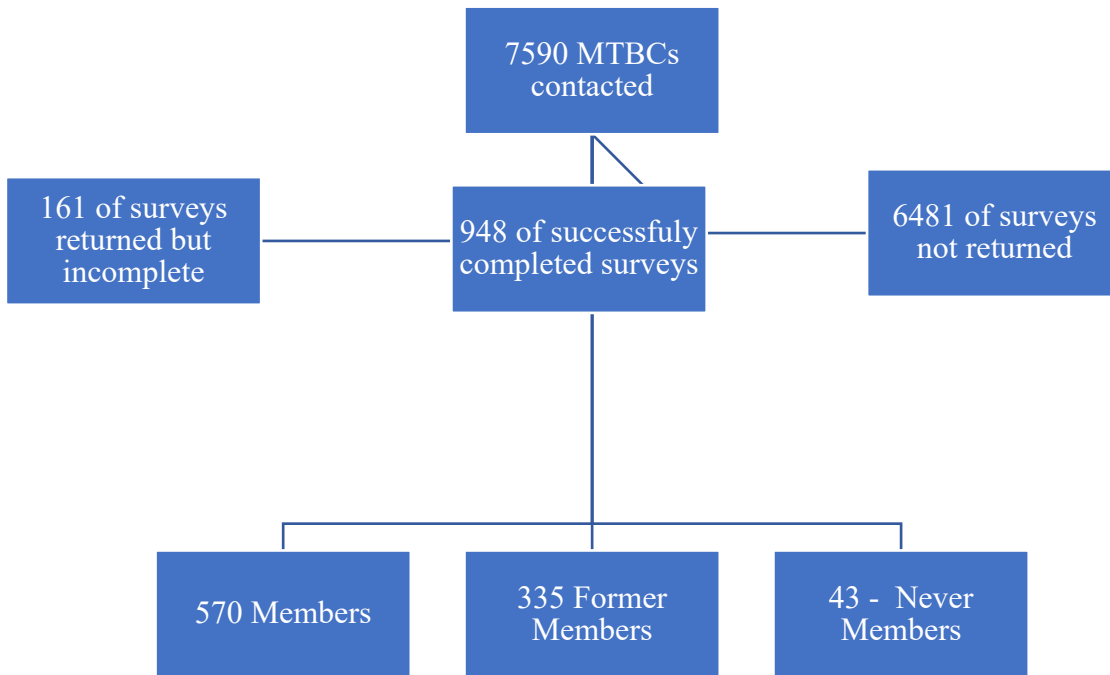 7590 MTBCs
contacted
161 of surveys
returned but
incomplete
948 of successfuly
completed surveys
6481 of surveys
not returned
570 Members
335 Former
Members
43 - Never
Members